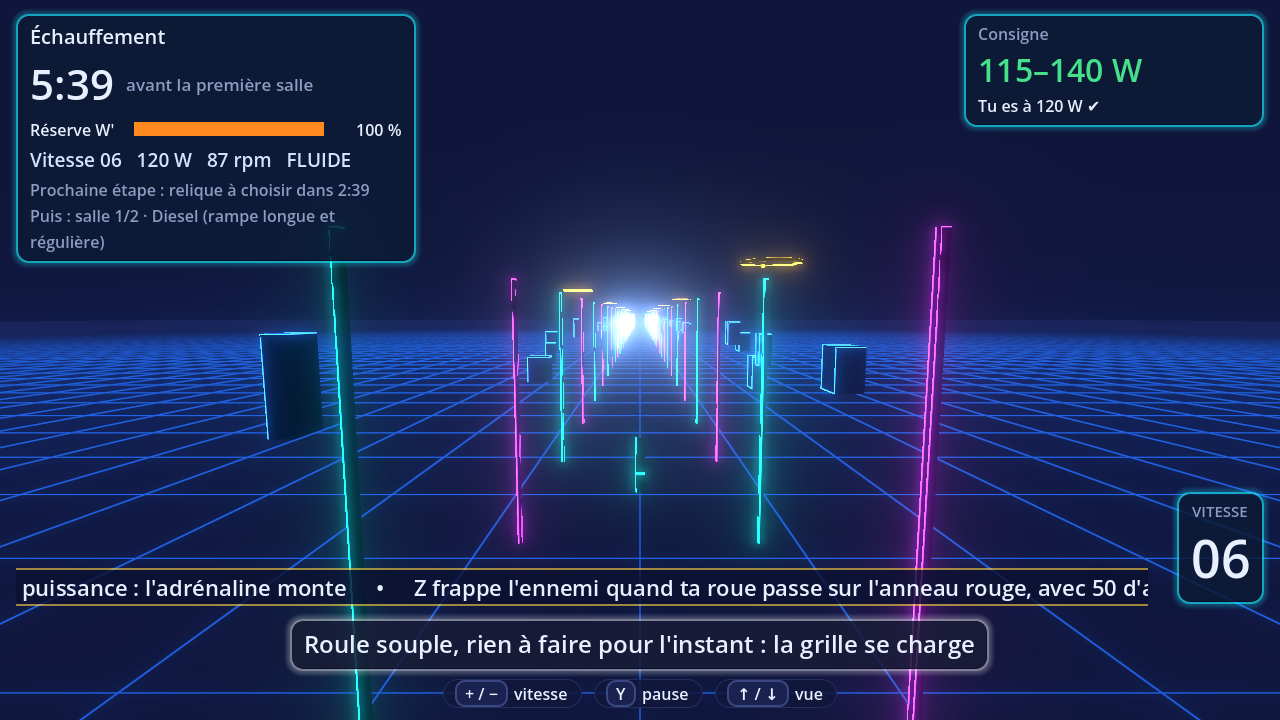 Échauffement
5:39 avant la première salle
Réserve W' 100 %
Vitesse 06 120 W 87 rpm FLUIDE
Prochaine étape : relique à choisir dans 2:39
Puis : salle 1/2 · Diesel (rampe longue et
régulière)
Consigne
115–140 W
Tu es à 120 W ✔
VITESSE
06
puissance : l'adrénaline monte • Z frappe l'ennemi quand ta roue passe sur l'anneau rouge, avec 50 d'a
Roule souple, rien à faire pour l'instant : la grille se charge
+ / − vitesse Y pause ↑ / ↓ vue